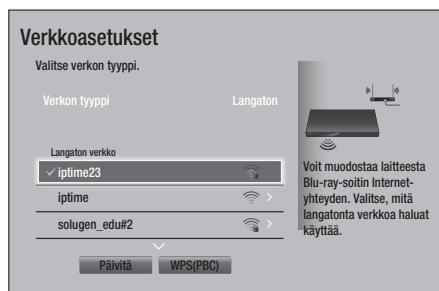 Verkkoasetukset
Valitse verkon tyyppi.
Verkon tyyppi Langaton
Langaton verkko
iptime23
iptime
solugen_edu#2
Päivitä WPS(PBC)
Voit muodostaa laitteesta
Blu-ray-soitin Internet-
yhteyden. Valitse, mitä
langatonta verkkoa haluat
käyttää.